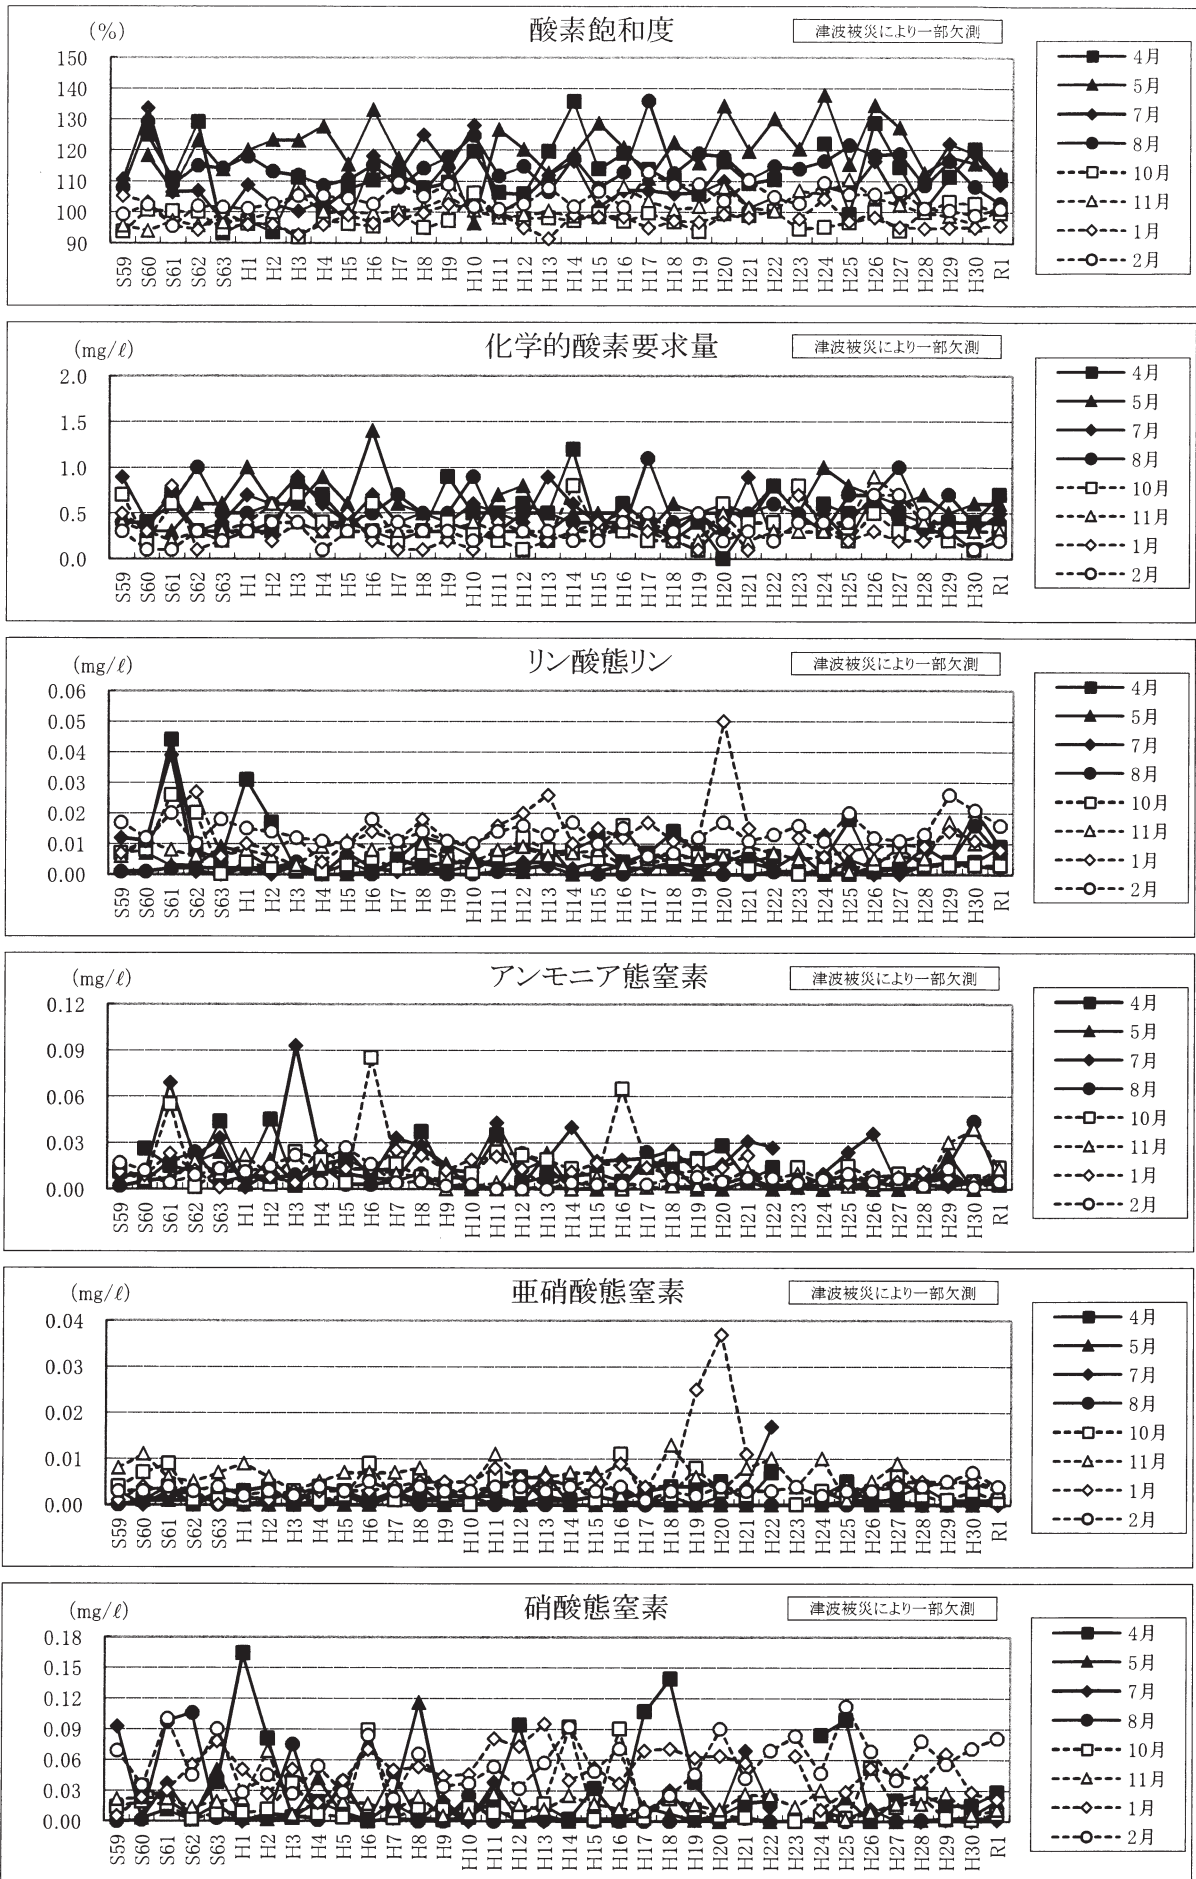 酸素飽和度
(%)
津波被災により一部欠測
150
140
130
120
110
100
90
S59 S60 S61 S62 S63 H1 H2 H3 H4 H5 H6 H7 H8 H9 H10 H11 H12 H13 H14 H15 H16 H17 H18 H19 H20 H21 H22 H23 H24 H25 H26 H27 H28 H29 H30 R1
4月
5月
7月
8月
10月
11月
1月
2月
化学的酸素要求量
(mg/ℓ)
津波被災により一部欠測
2.0
1.5
1.0
0.5
0.0
S59 S60 S61 S62 S63 H1 H2 H3 H4 H5 H6 H7 H8 H9 H10 H11 H12 H13 H14 H15 H16 H17 H18 H19 H20 H21 H22 H23 H24 H25 H26 H27 H28 H29 H30 R1
4月
5月
7月
8月
10月
11月
1月
2月
リン酸態リン
(mg/ℓ)
津波被災により一部欠測
0.06
0.05
0.04
0.03
0.02
0.01
0.00
S59 S60 S61 S62 S63 H1 H2 H3 H4 H5 H6 H7 H8 H9 H10 H11 H12 H13 H14 H15 H16 H17 H18 H19 H20 H21 H22 H23 H24 H25 H26 H27 H28 H29 H30 R1
4月
5月
7月
8月
10月
11月
1月
2月
アンモニア態窒素
(mg/ℓ)
津波被災により一部欠測
0.12
0.09
0.06
0.03
0.00
S59 S60 S61 S62 S63 H1 H2 H3 H4 H5 H6 H7 H8 H9 H10 H11 H12 H13 H14 H15 H16 H17 H18 H19 H20 H21 H22 H23 H24 H25 H26 H27 H28 H29 H30 R1
4月
5月
7月
8月
10月
11月
1月
2月
亜硝酸態窒素
(mg/ℓ)
津波被災により一部欠測
0.04
0.03
0.02
0.01
0.00
S59 S60 S61 S62 S63 H1 H2 H3 H4 H5 H6 H7 H8 H9 H10 H11 H12 H13 H14 H15 H16 H17 H18 H19 H20 H21 H22 H23 H24 H25 H26 H27 H28 H29 H30 R1
4月
5月
7月
8月
10月
11月
1月
2月
硝酸態窒素
(mg/ℓ)
津波被災により一部欠測
0.18
0.15
0.12
0.09
0.06
0.03
0.00
S59 S60 S61 S62 S63 H1 H2 H3 H4 H5 H6 H7 H8 H9 H10 H11 H12 H13 H14 H15 H16 H17 H18 H19 H20 H21 H22 H23 H24 H25 H26 H27 H28 H29 H30 R1
4月
5月
7月
8月
10月
11月
1月
2月